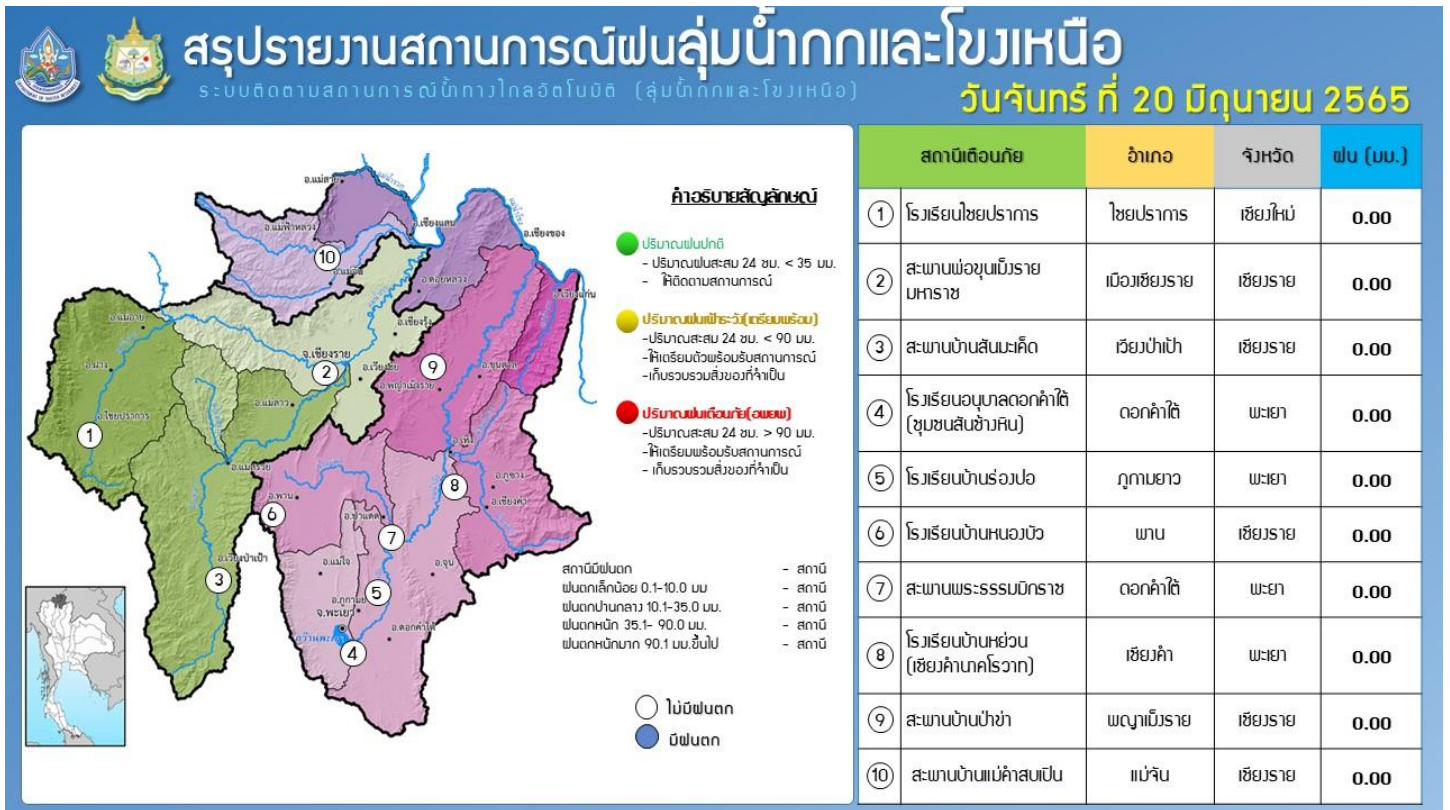 สรุปรายงานสถานการณ์ฝนลุ่มน้ำกกและโขงเหนือ
ระบบติดตามสถานการณ์น้ำทางไกลอัตโนมัติ (ลุ่มน้ำกกและโขงเหนือ)
วันจันทร์ ที่ 20 มิถุนายน 2565
อ.แม่สาย
อ.แม่ฟ้าหลวง
อ.เชียงแสน
อ.เชียงของ
10
อ.ดอยหลวง
อ.เวียงแก่น
อ.แม่อาย
อ.เชียงรุ้ง
จ.เชียงราย
9
อ.ฝาง
2
อ.เวียงชัย
อ.พญาเม็งราย
อ.ขุนตาล
อ.ไชยปราการ
อ.แม่ลาว
1
อ.เทิง
อ.แม่สรวย
8
อ.ภูซาง
อ.พาน
อ.เชียงคำ
6
อ.ป่าแดด
7
อ.เวียงป่าเป้า
3
อ.แม่ใจ
อ.จุน
5
จ.พะเยา
อ.ดอกคำใต้
4
คำอธิบายสัญลักษณ์
ปริมาณฝนปกติ
- ปริมาณฝนสะสม 24 ชม. < 35 มม.
- ให้ติดตามสถานการณ์
ปริมาณฝนเฝ้าระวัง(เตรียมพร้อม)
-ปริมาณสะสม 24 ชม. < 90 มม.
-ให้เตรียมตัวพร้อมรับสถานการณ์
-เก็บรวบรวมสิ่งของที่จำเป็น
ปริมาณฝนเตือนภัย(อพยพ)
-ปริมาณสะสม 24 ชม. > 90 มม.
-ให้เตรียมพร้อมรับสถานการณ์
- เก็บรวบรวมสิ่งของที่จำเป็น
สถานีมีฝนตก - สถานี
ฝนตกเล็กน้อย 0.1-10.0 มม - สถานี
ฝนตกปานกลาง 10.1-35.0 มม. - สถานี
ฝนตกหนัก 35.1- 90.0 มม. - สถานี
ฝนตกหนักมาก 90.1 มม.ขึ้นไป - สถานี
ไม่มีฝนตก
มีฝนตก
สถานีเตือนภัย อำเภอ จังหวัด ฝน (มม.)
1 โรงเรียนไชยปราการ ไชยปราการ เชียงใหม่ 0.00
2 สะพานพ่อขุนเม็งราย
มหาราช เมืองเชียงราย เชียงราย 0.00
3 สะพานบ้านสันมะเค็ด เวียงป่าเป้า เชียงราย 0.00
4 โรงเรียนอนุบาลดอกคำใต้
(ชุมชนสันช้างหิน) ดอกคำใต้ พะเยา 0.00
5 โรงเรียนบ้านร่องปอ ภูกามยาว พะเยา 0.00
6 โรงเรียนบ้านหนองบัว พาน เชียงราย 0.00
7 สะพานพระธรรมมิกราช ดอกคำใต้ พะเยา 0.00
8 โรงเรียนบ้านหย่วน
(เชียงคำนาคโรวาท) เชียงคำ พะเยา 0.00
9 สะพานบ้านป่าข่า พญาเม็งราย เชียงราย 0.00
10 สะพานบ้านแม่คำสบเปิน แม่จัน เชียงราย 0.00